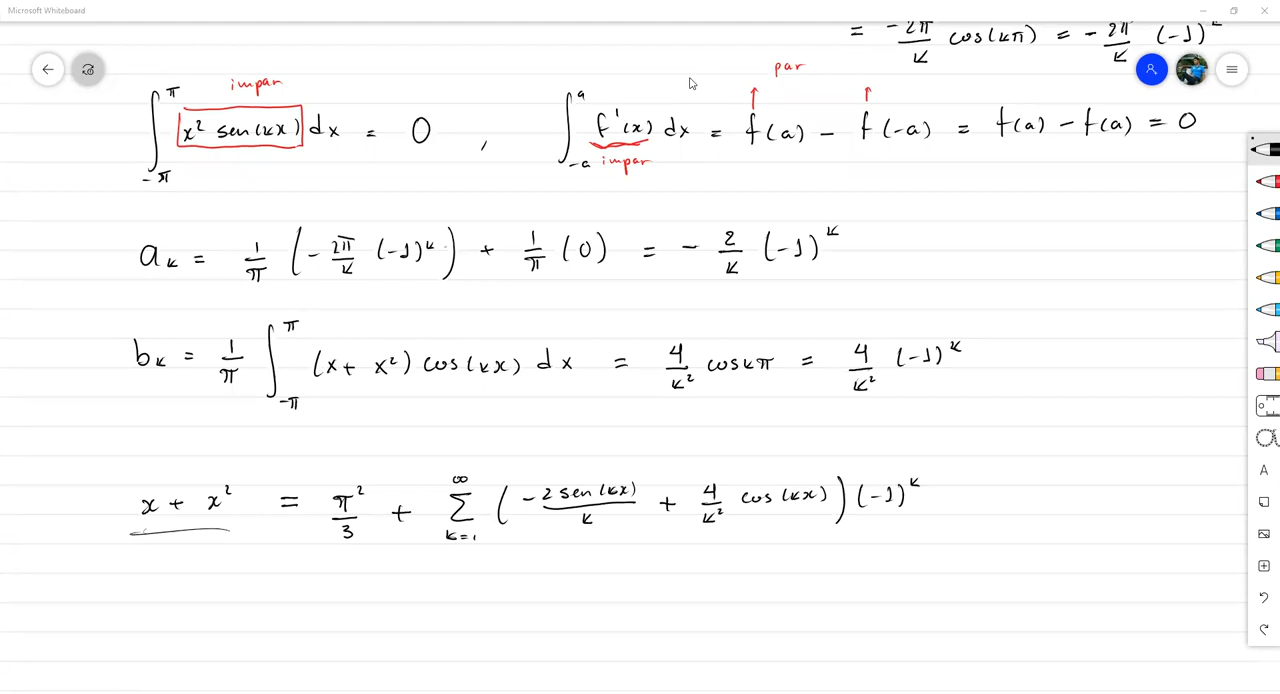 Microsoft Whiteboard
= -2π/k cos(kπ) = - 2π/k (-1)^k
impar
par
∫_{-π}^{π} x² sen(kx) dx = 0 , ∫_{-a}^{a} f'(x) dx = f(a) - f(-a) = f(a) - f(a) = 0
impar
a_k = 1/π (- 2π/k (-1)^k) + 1/π (0) = - 2/k (-1)^k
b_k = 1/π ∫_{-π}^{π} (x + x²) cos(kx) dx = 4/k² cos kπ = 4/k² (-1)^k
x + x² = π²/3 + ∑_{k=1}^{∞} (-2 sen(kx)/k + 4/k² cos(kx)) (-1)^k
A